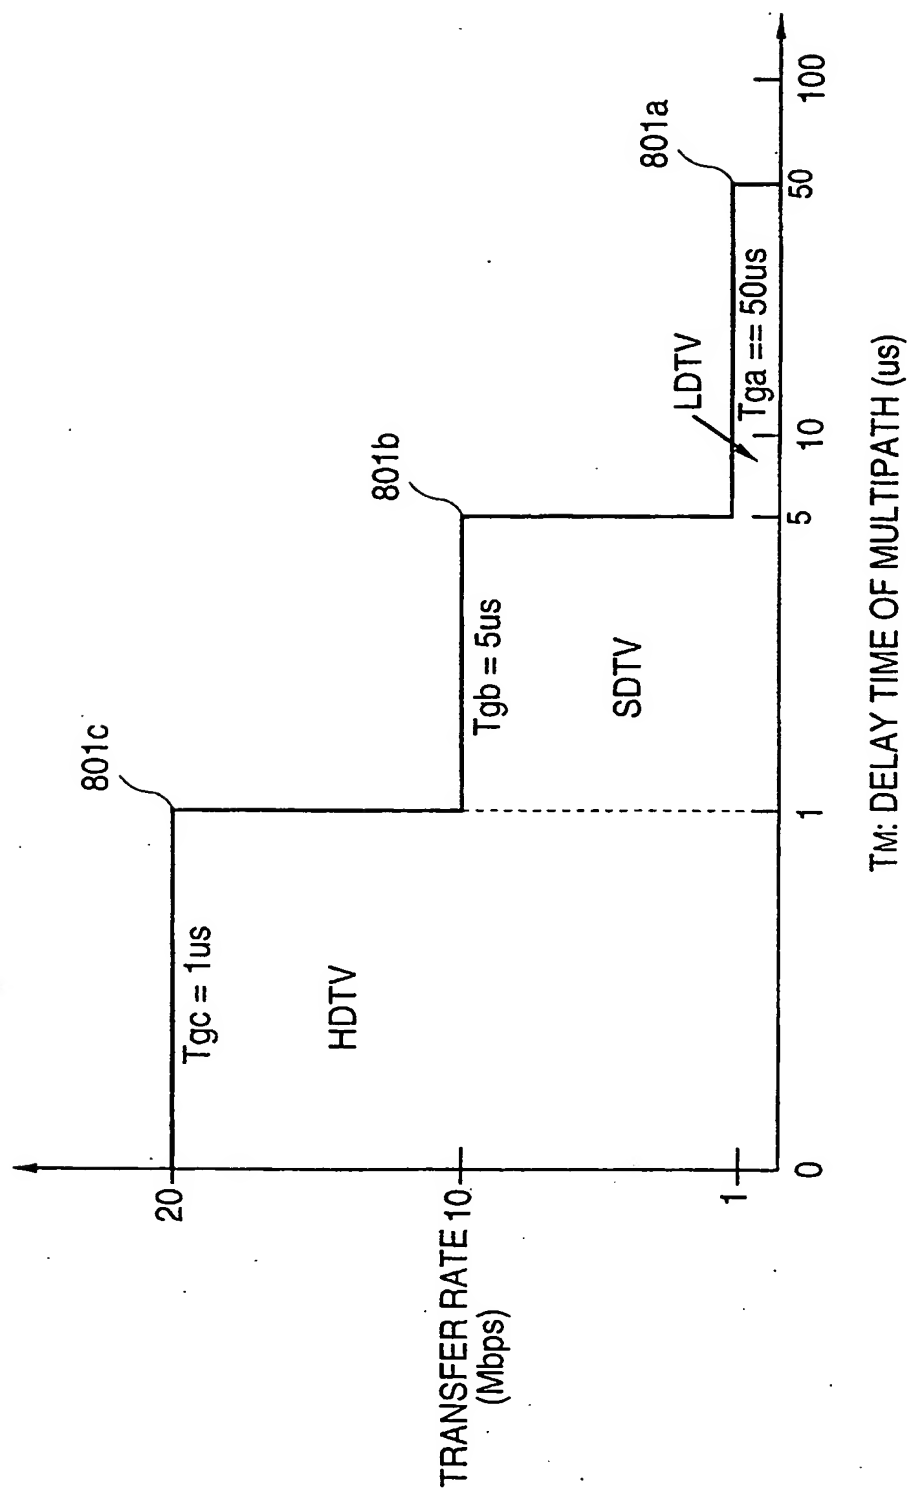 TRANSFER RATE
(Mbps)
20
10
1
Tgc = 1us
HDTV
801c
Tgb = 5us
SDTV
801b
LDTV
Tga == 50us
801a
0
1
5
10
50
100
TM: DELAY TIME OF MULTIPATH (us)